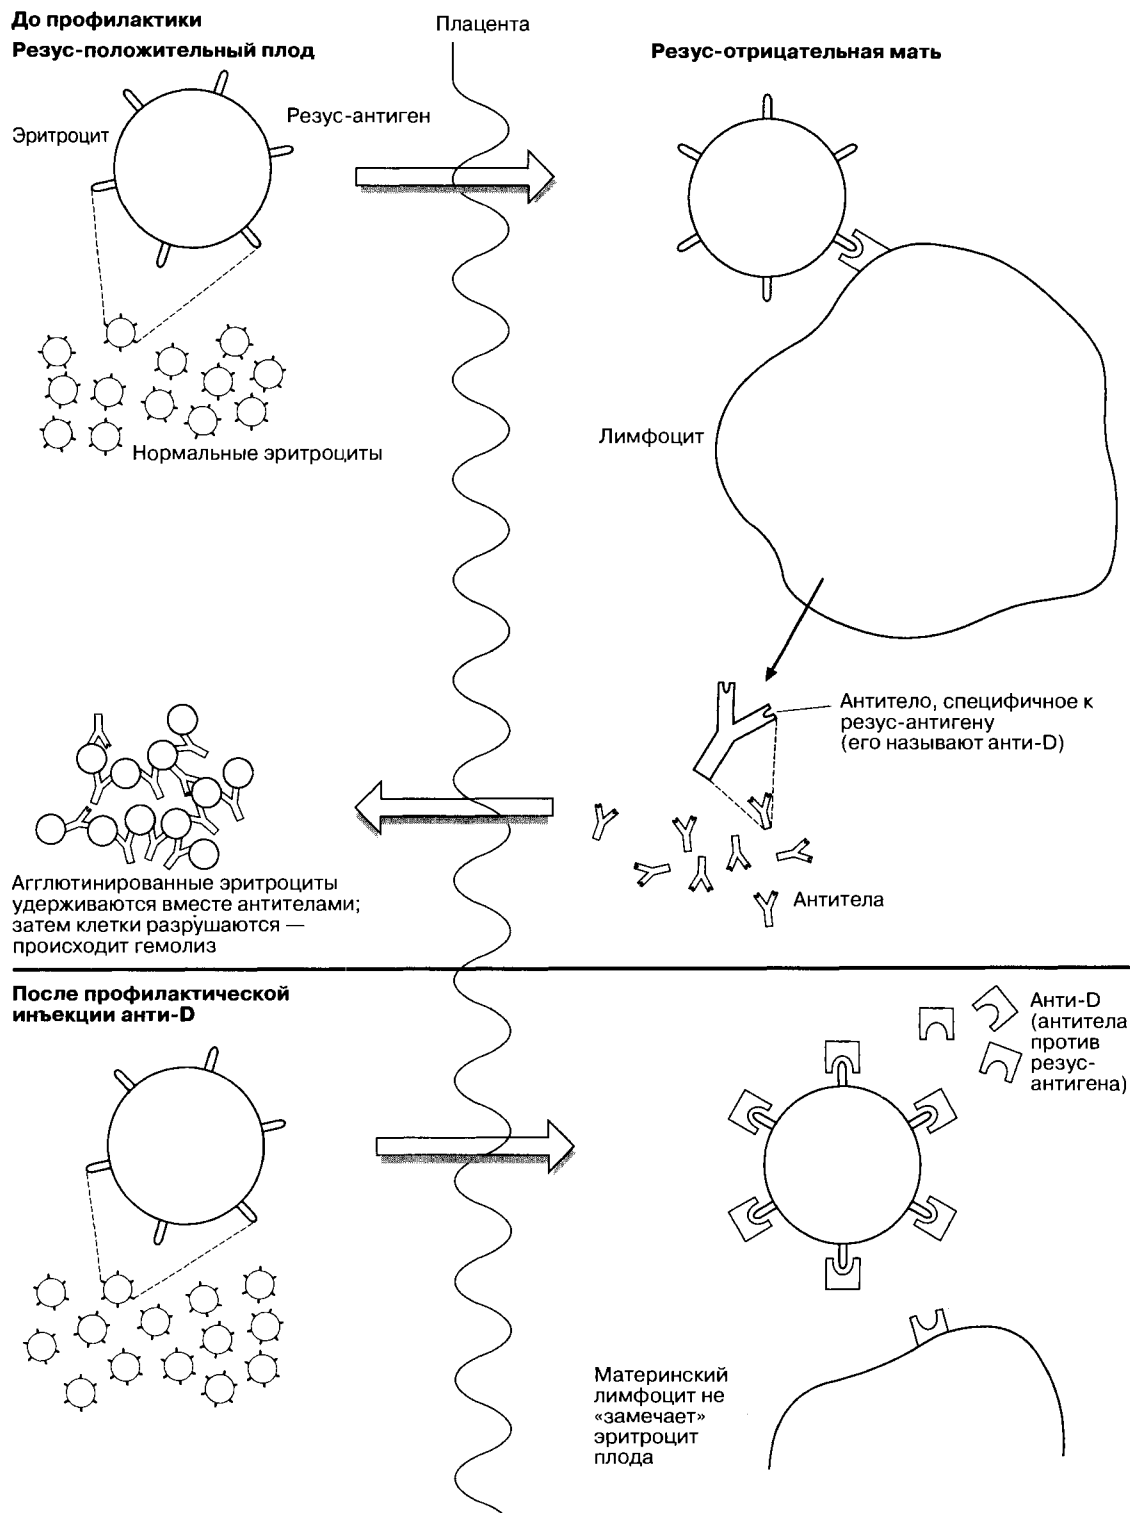 До профилактики
Резус-положительный плод
Плацента
Резус-отрицательная мать
Эритроцит
Резус-антиген
Нормальные эритроциты
Лимфоцит
Антитело, специфичное к
резус-антигену
(его называют анти-D)
Антитела
Агглютинированные эритроциты
удерживаются вместе антителами;
затем клетки разрушаются —
происходит гемолиз
После профилактической
инъекции анти-D
Анти-D
(антитела
против
резус-
антигена)
Материнский
лимфоцит не
«замечает»
эритроцит
плода